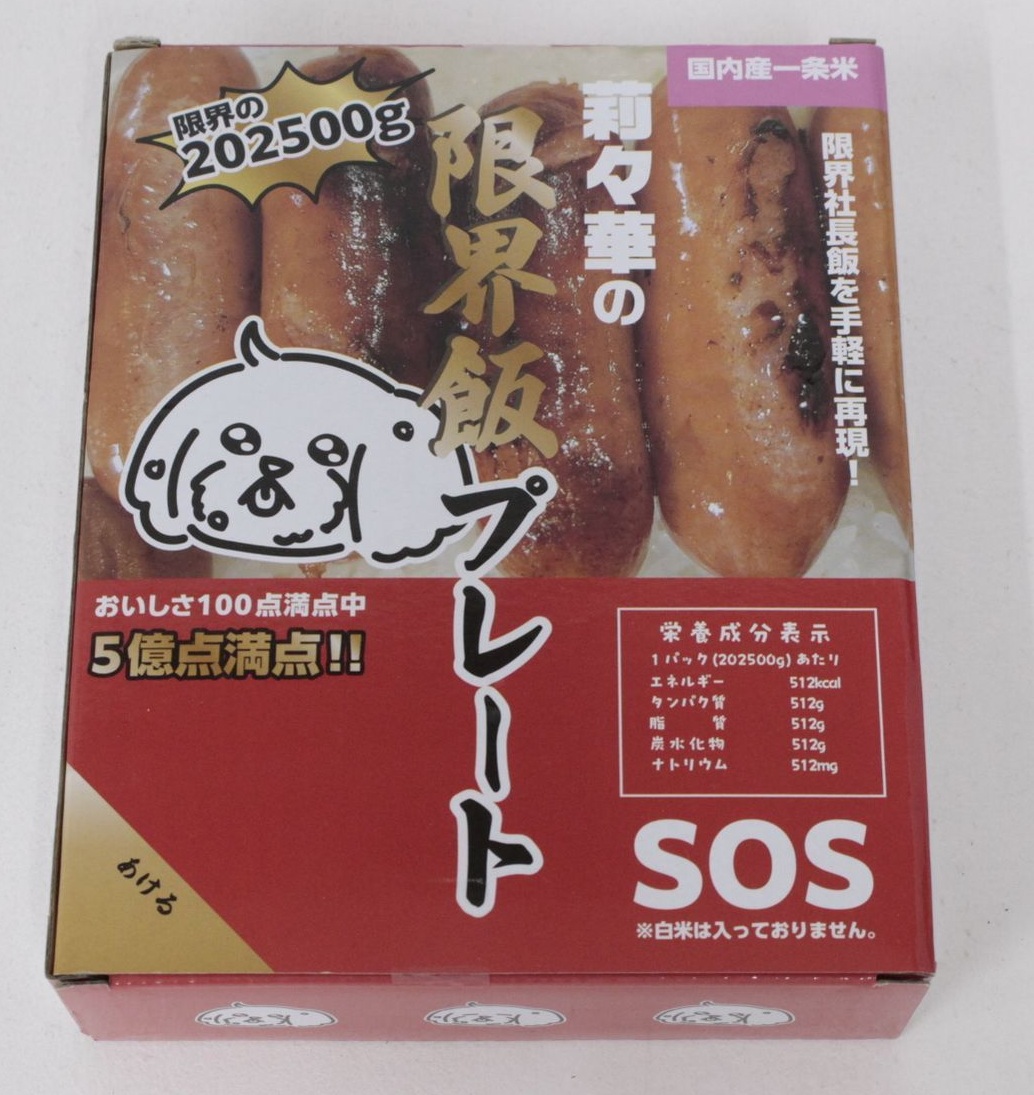 国内産一条米
限界社長飯を手軽に再現！
莉々華の
限界飯
プレート
限界の
202500g
おいしさ100点満点中
5億点満点!!
栄養成分表示
1パック(202500g)あたり
エネルギー 512kcal
タンパク質 512g
脂 質 512g
炭水化物 512g
ナトリウム 512mg
SOS
※白米は入っておりません。
あける